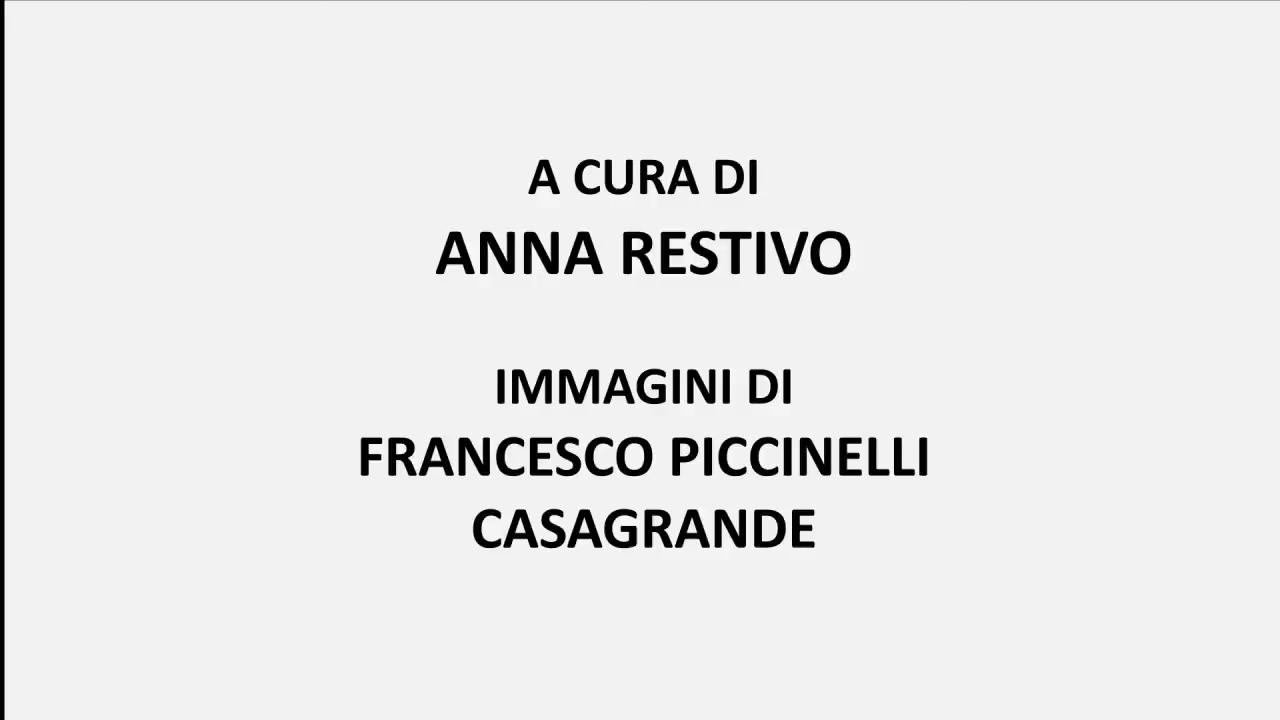 A CURA DI
ANNA RESTIVO
IMMAGINI DI
FRANCESCO PICCINELLI
CASAGRANDE